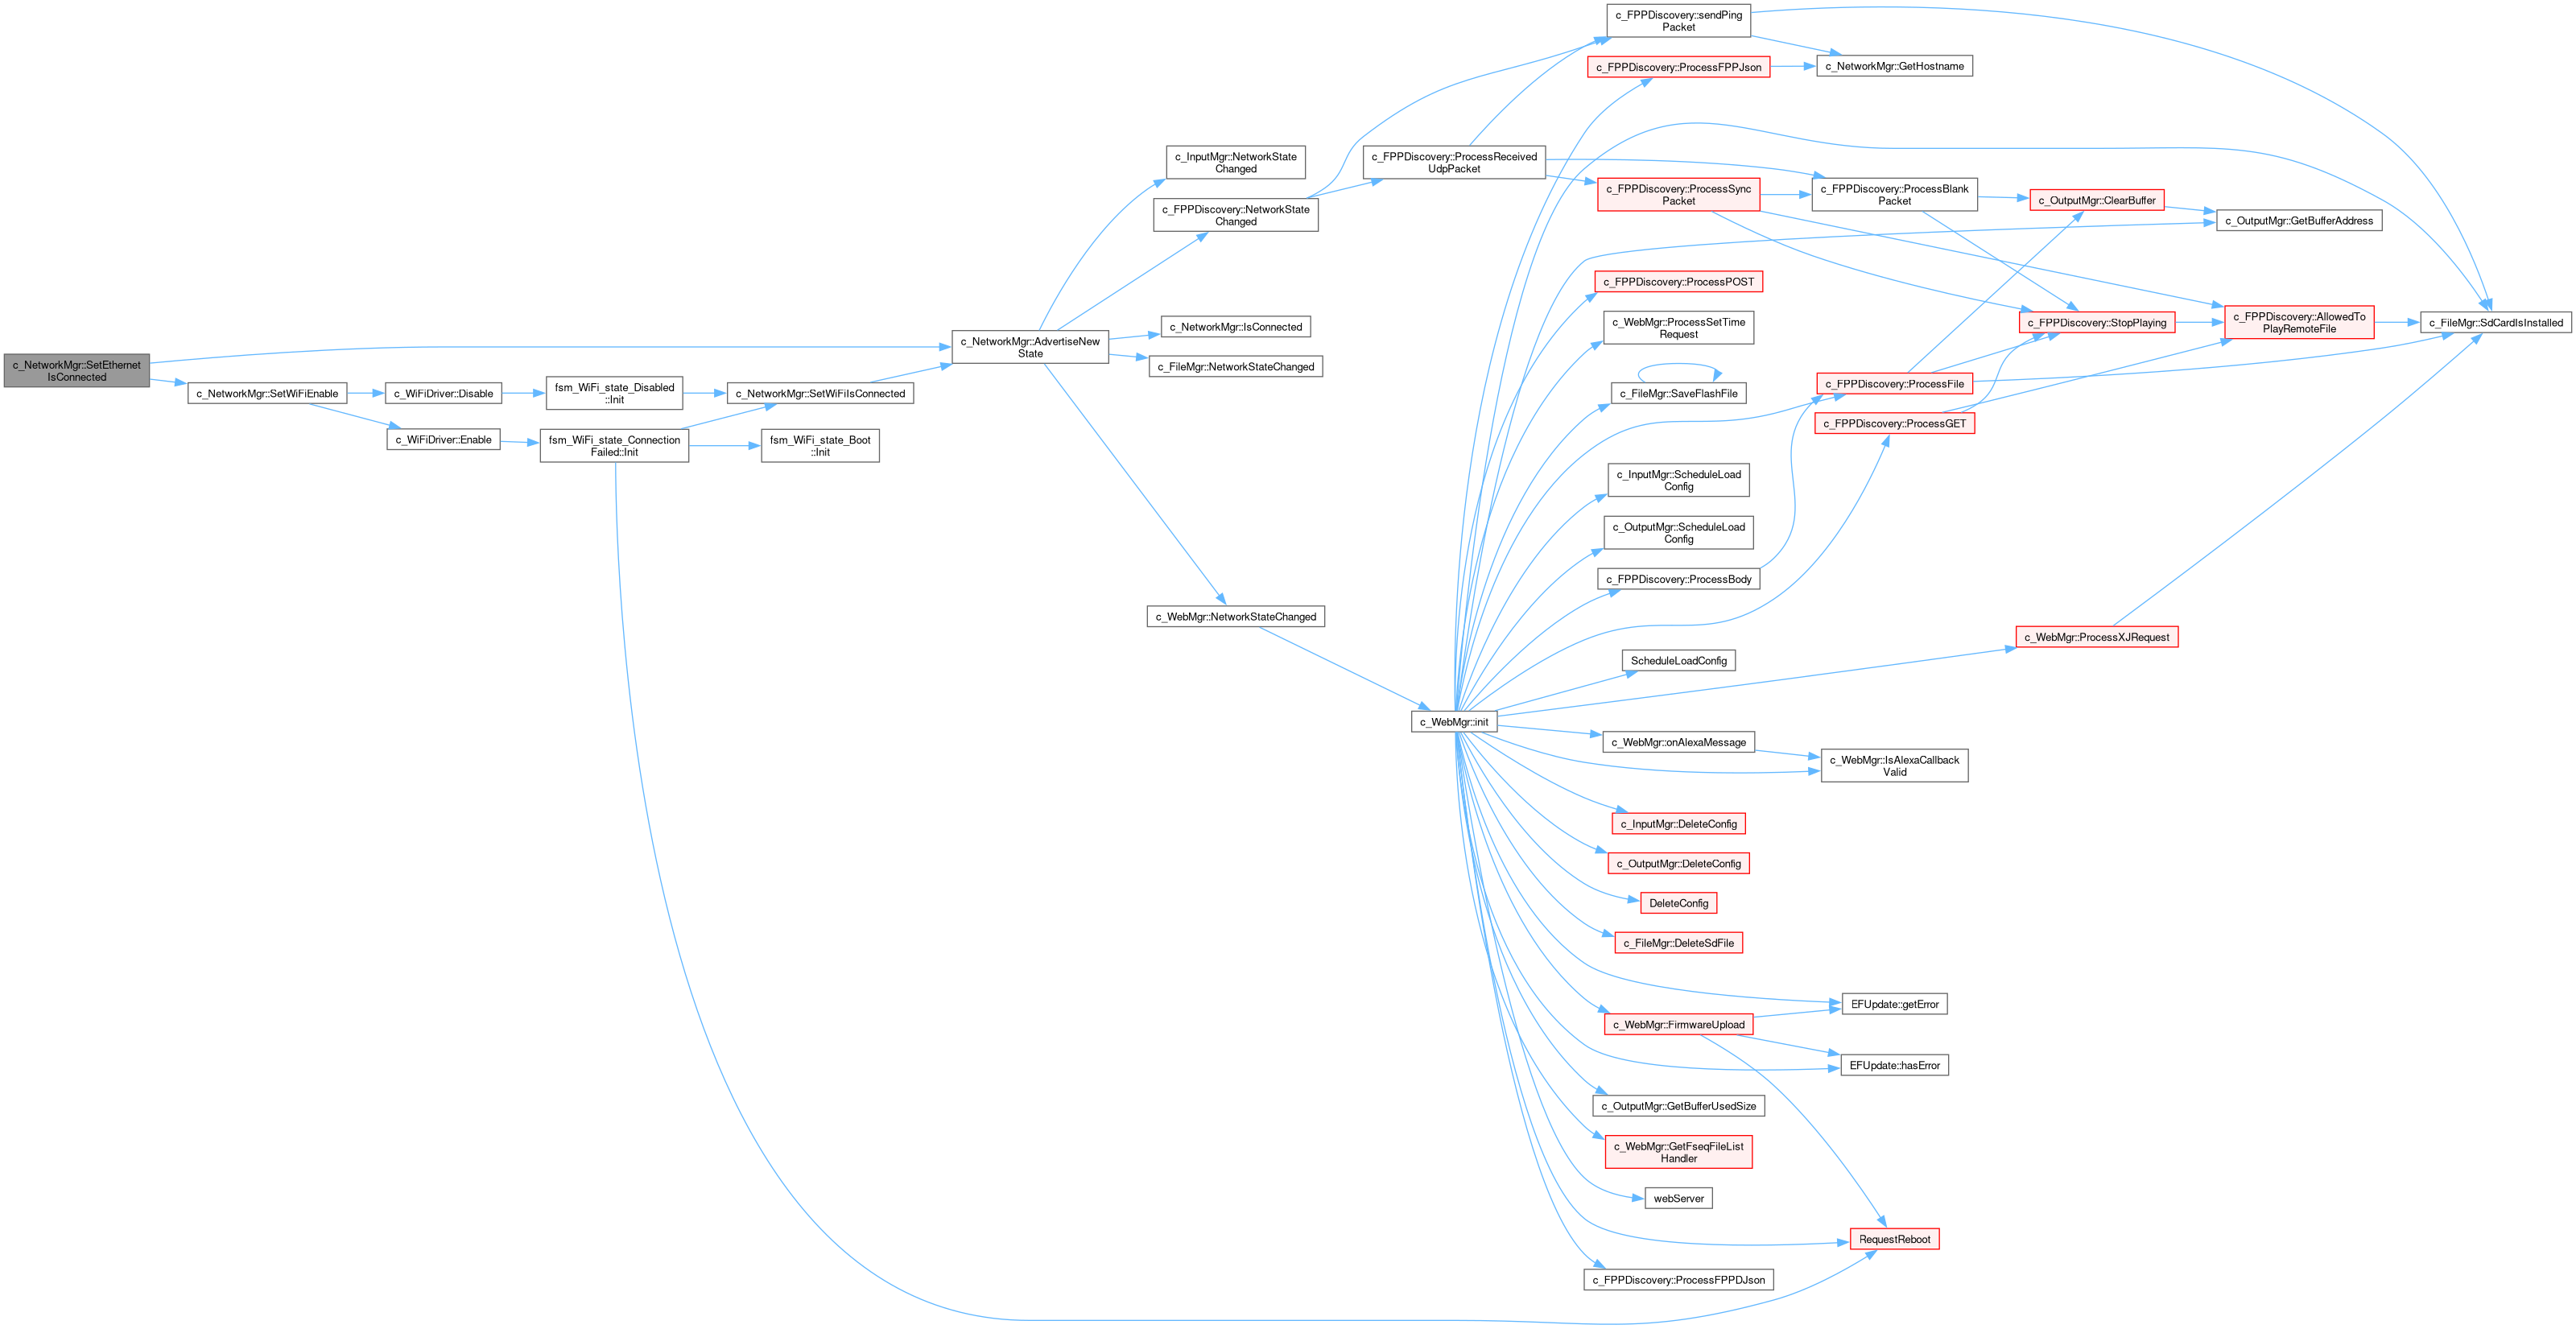 c_NetworkMgr::SetEthernet
IsConnected
c_NetworkMgr::SetWiFiEnable
c_WiFiDriver::Disable
c_WiFiDriver::Enable
fsm_WiFi_state_Disabled
::Init
fsm_WiFi_state_Connection
Failed::Init
c_NetworkMgr::SetWiFiIsConnected
fsm_WiFi_state_Boot
::Init
c_NetworkMgr::AdvertiseNew
State
c_InputMgr::NetworkState
Changed
c_FPPDiscovery::NetworkState
Changed
c_NetworkMgr::IsConnected
c_FileMgr::NetworkStateChanged
c_WebMgr::NetworkStateChanged
c_FPPDiscovery::ProcessReceived
UdpPacket
c_WebMgr::init
c_FPPDiscovery::sendPing
Packet
c_FPPDiscovery::ProcessFPPJson
c_FPPDiscovery::ProcessSync
Packet
c_FPPDiscovery::ProcessPOST
c_WebMgr::ProcessSetTime
Request
c_FileMgr::SaveFlashFile
c_InputMgr::ScheduleLoad
Config
c_OutputMgr::ScheduleLoad
Config
c_FPPDiscovery::ProcessBody
ScheduleLoadConfig
c_WebMgr::onAlexaMessage
c_InputMgr::DeleteConfig
c_OutputMgr::DeleteConfig
DeleteConfig
c_FileMgr::DeleteSdFile
c_WebMgr::FirmwareUpload
c_OutputMgr::GetBufferUsedSize
c_WebMgr::GetFseqFileList
Handler
webServer
c_FPPDiscovery::ProcessFPPDJson
c_NetworkMgr::GetHostname
c_FPPDiscovery::ProcessBlank
Packet
c_FPPDiscovery::ProcessFile
c_FPPDiscovery::ProcessGET
c_WebMgr::IsAlexaCallback
Valid
EFUpdate::getError
EFUpdate::hasError
RequestReboot
c_OutputMgr::ClearBuffer
c_FPPDiscovery::StopPlaying
c_WebMgr::ProcessXJRequest
c_OutputMgr::GetBufferAddress
c_FPPDiscovery::AllowedTo
PlayRemoteFile
c_FileMgr::SdCardIsInstalled